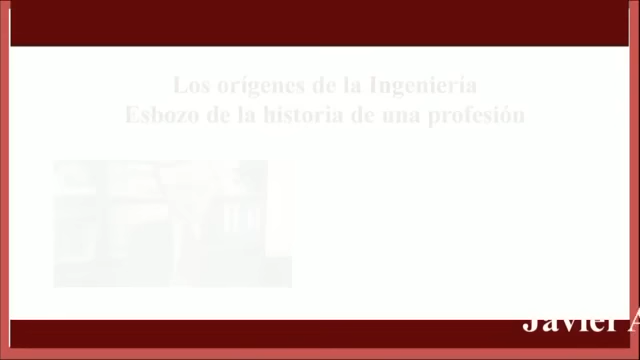 Los orígenes de la Ingeniería
Esbozo de la historia de una profesión
Javier A